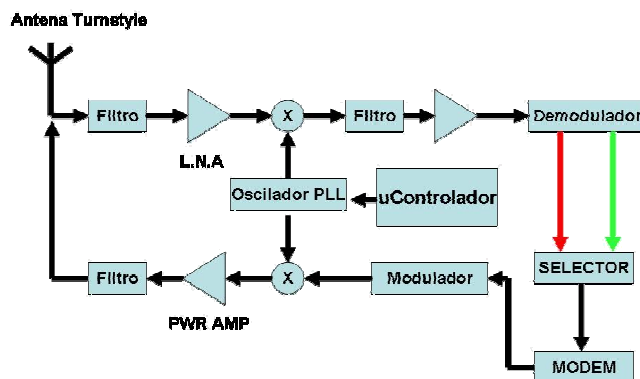 Antena Turnstyle
Filtro
L.N.A
X
Filtro
Demodulador
Oscilador PLL
uControlador
SELECTOR
Filtro
PWR AMP
X
Modulador
MODEM